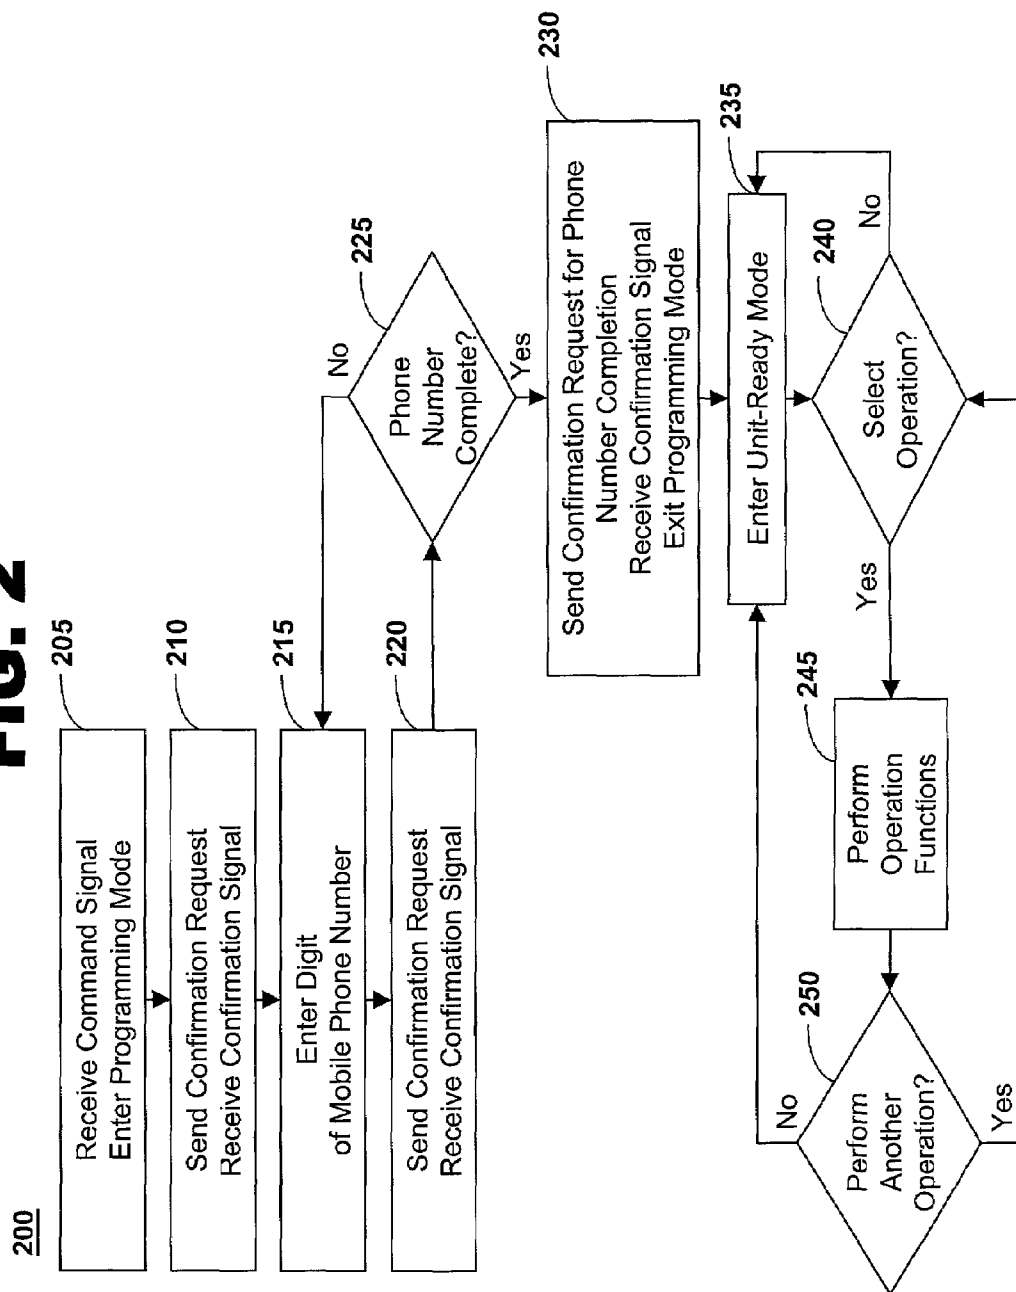 FIG. 2
200
205
Receive Command Signal
Enter Programming Mode
210
Send Confirmation Request
Receive Confirmation Signal
215
Enter Digit
of Mobile Phone Number
220
Send Confirmation Request
Receive Confirmation Signal
225
Phone
Number
Complete?
No
Yes
230
Send Confirmation Request for Phone
Number Completion
Receive Confirmation Signal
Exit Programming Mode
235
Enter Unit-Ready Mode
240
Select
Operation?
No
Yes
245
Perform
Operation
Functions
250
Perform
Another
Operation?
No
Yes